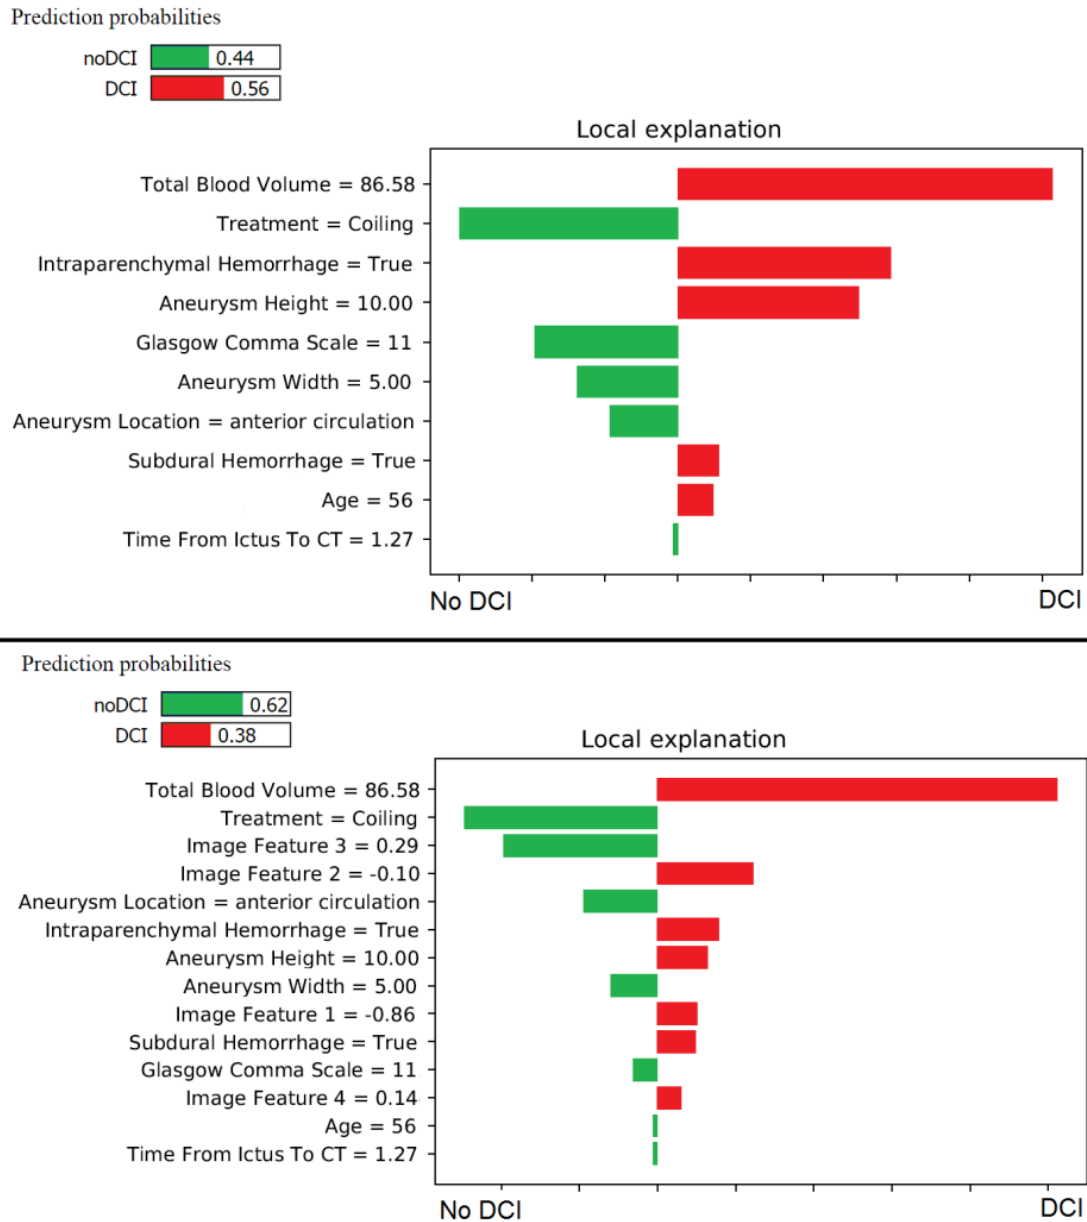 Prediction probabilities
noDCI 0.44
DCI 0.56
Local explanation
Total Blood Volume = 86.58
Treatment = Coiling
Intraparenchymal Hemorrhage = True
Aneurysm Height = 10.00
Glasgow Comma Scale = 11
Aneurysm Width = 5.00
Aneurysm Location = anterior circulation
Subdural Hemorrhage = True
Age = 56
Time From Ictus To CT = 1.27
No DCI DCI
Prediction probabilities
noDCI 0.62
DCI 0.38
Local explanation
Total Blood Volume = 86.58
Treatment = Coiling
Image Feature 3 = 0.29
Image Feature 2 = -0.10
Aneurysm Location = anterior circulation
Intraparenchymal Hemorrhage = True
Aneurysm Height = 10.00
Aneurysm Width = 5.00
Image Feature 1 = -0.86
Subdural Hemorrhage = True
Glasgow Comma Scale = 11
Image Feature 4 = 0.14
Age = 56
Time From Ictus To CT = 1.27
No DCI DCI